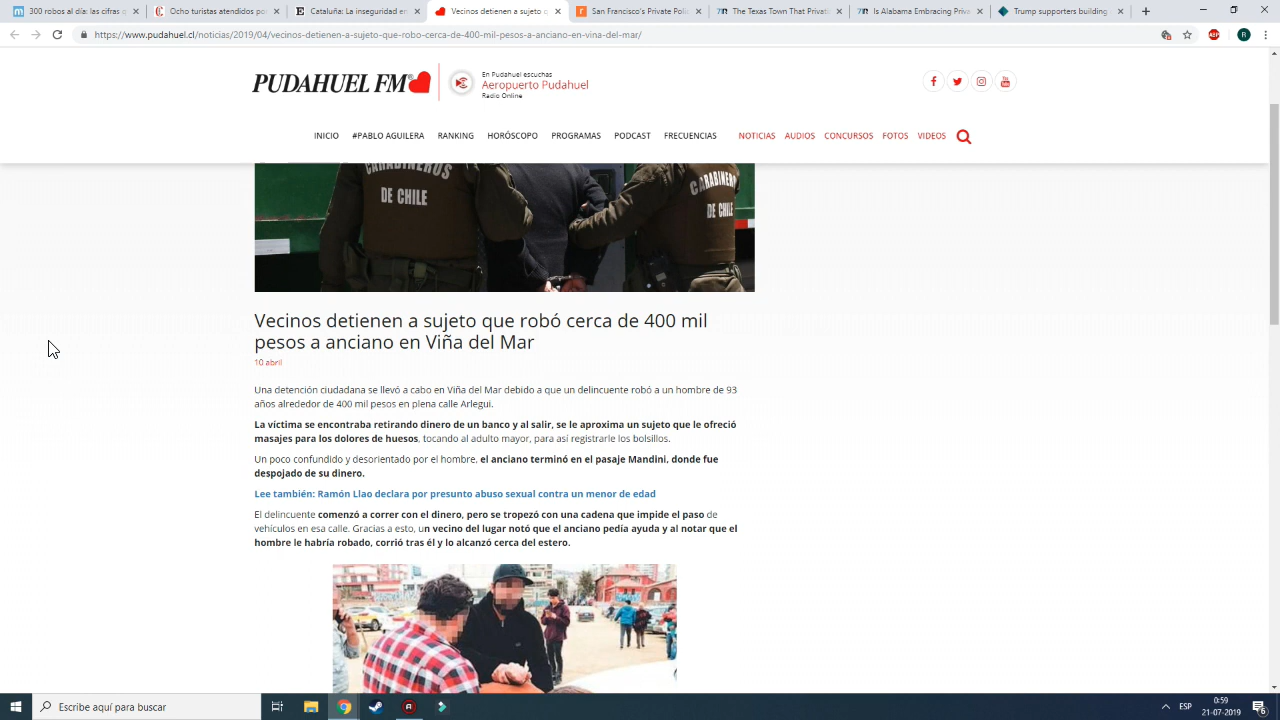 300 robos al día: las cifras
Ocho turistas atendidos po
Cataluña: La inseguridad en
Vecinos detienen a sujeto q
San Francisco's Private Polic
The Texas Town That Cities
Is Alabama Embracing Priva
Trump supporters building
https://www.pudahuel.cl/noticias/2019/04/vecinos-detienen-a-sujeto-que-robo-cerca-de-400-mil-pesos-a-anciano-en-vina-del-mar/
PUDAHUEL FM
En Pudahuel escuchas
Aeropuerto Pudahuel
Radio Online
INICIO #PABLO AGUILERA RANKING HORÓSCOPO PROGRAMAS PODCAST FRECUENCIAS NOTICIAS AUDIOS CONCURSOS FOTOS VIDEOS
CARABINEROS
DE CHILE
CARABINER
DE CHILE
Vecinos detienen a sujeto que robó cerca de 400 mil
pesos a anciano en Viña del Mar
10 abril
Una detención ciudadana se llevó a cabo en Viña del Mar debido a que un delincuente robó a un hombre de 93
años alrededor de 400 mil pesos en plena calle Arlegui.
La víctima se encontraba retirando dinero de un banco y al salir, se le aproxima un sujeto que le ofreció
masajes para los dolores de huesos, tocando al adulto mayor, para así registrarle los bolsillos.
Un poco confundido y desorientado por el hombre, el anciano terminó en el pasaje Mandini, donde fue
despojado de su dinero.
Lee también: Ramón Llao declara por presunto abuso sexual contra un menor de edad
El delincuente comenzó a correr con el dinero, pero se tropezó con una cadena que impide el paso de
vehículos en esa calle. Gracias a esto, un vecino del lugar notó que el anciano pedía ayuda y al notar que el
hombre le habría robado, corrió tras él y lo alcanzó cerca del estero.
Escribe aquí para buscar
ESP
0:59
21-07-2019
6